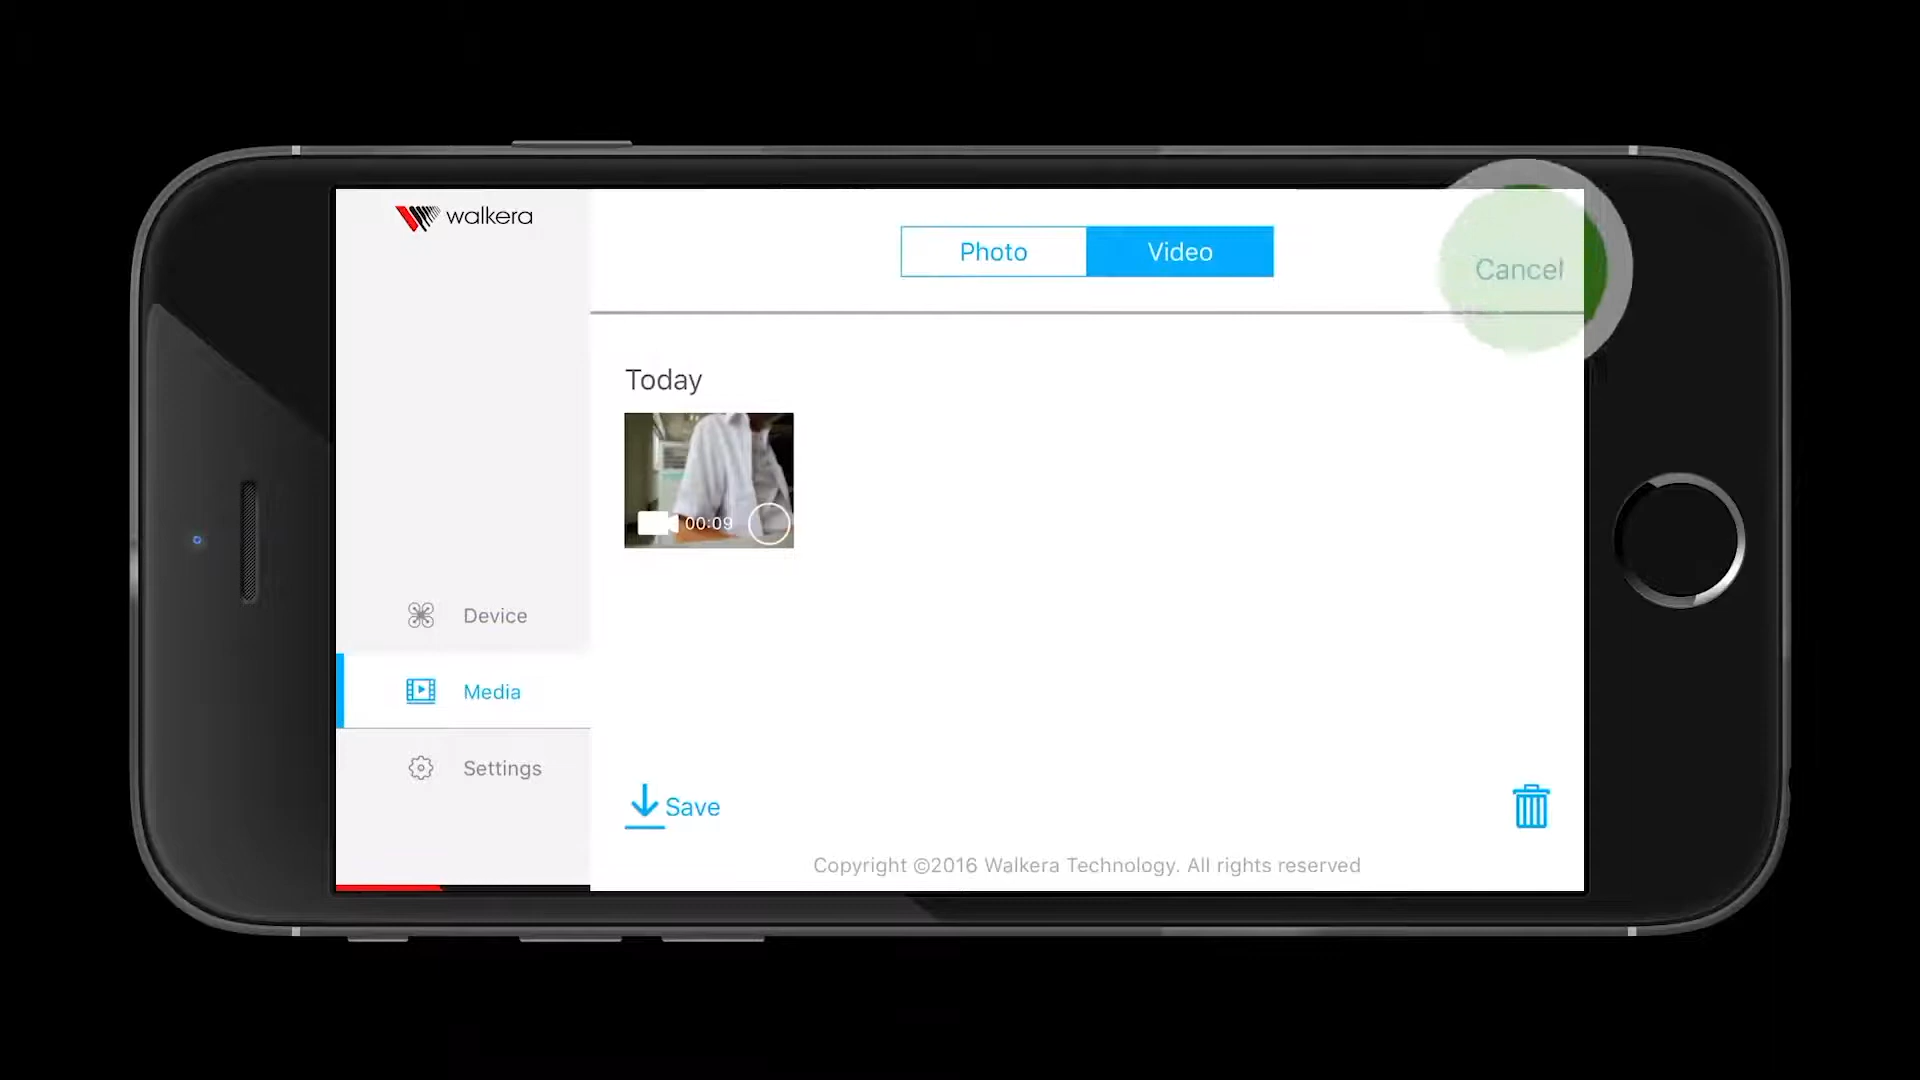 walkera
Photo
Video
Cancel
Today
00:09
Device
Media
Settings
Save
Copyright ©2016 Walkera Technology. All rights reserved